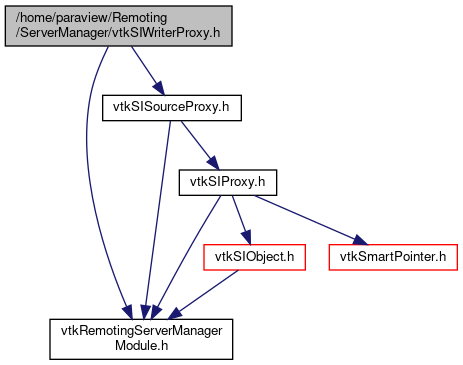 /home/paraview/Remoting
/ServerManager/vtkSIWriterProxy.h
vtkSISourceProxy.h
vtkSIProxy.h
vtkSIObject.h
vtkSmartPointer.h
vtkRemotingServerManager
Module.h